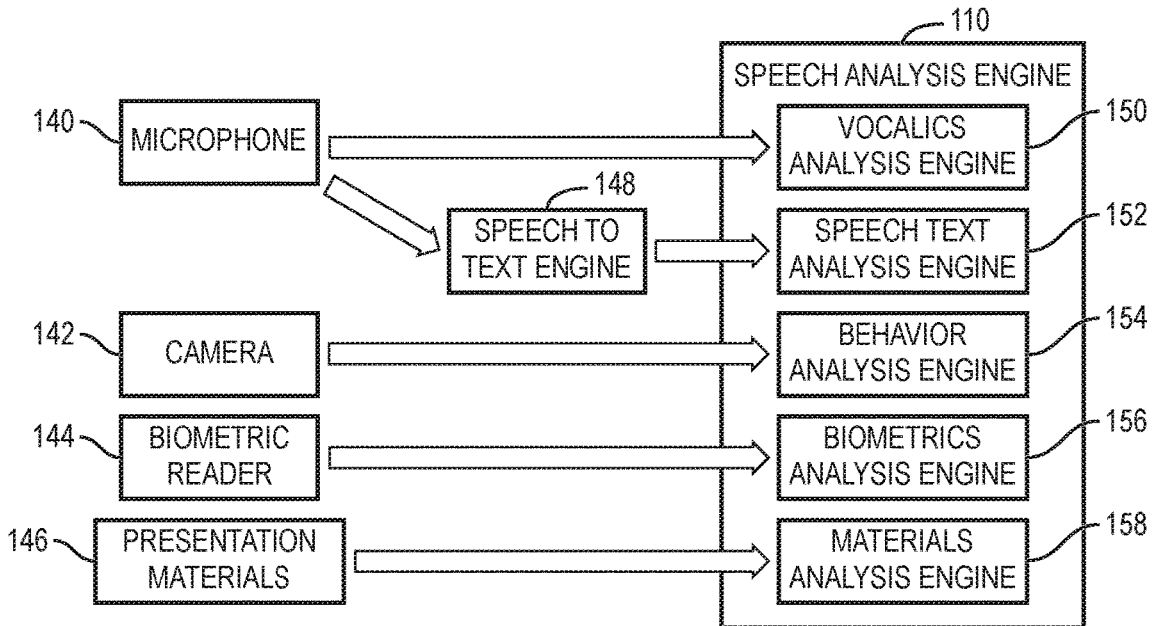 110
SPEECH ANALYSIS ENGINE
140
MICROPHONE
VOCALICS
ANALYSIS ENGINE
150
148
SPEECH TO
TEXT ENGINE
SPEECH TEXT
ANALYSIS ENGINE
152
142
CAMERA
BEHAVIOR
ANALYSIS ENGINE
154
144
BIOMETRIC
READER
BIOMETRICS
ANALYSIS ENGINE
156
146
PRESENTATION
MATERIALS
MATERIALS
ANALYSIS ENGINE
158